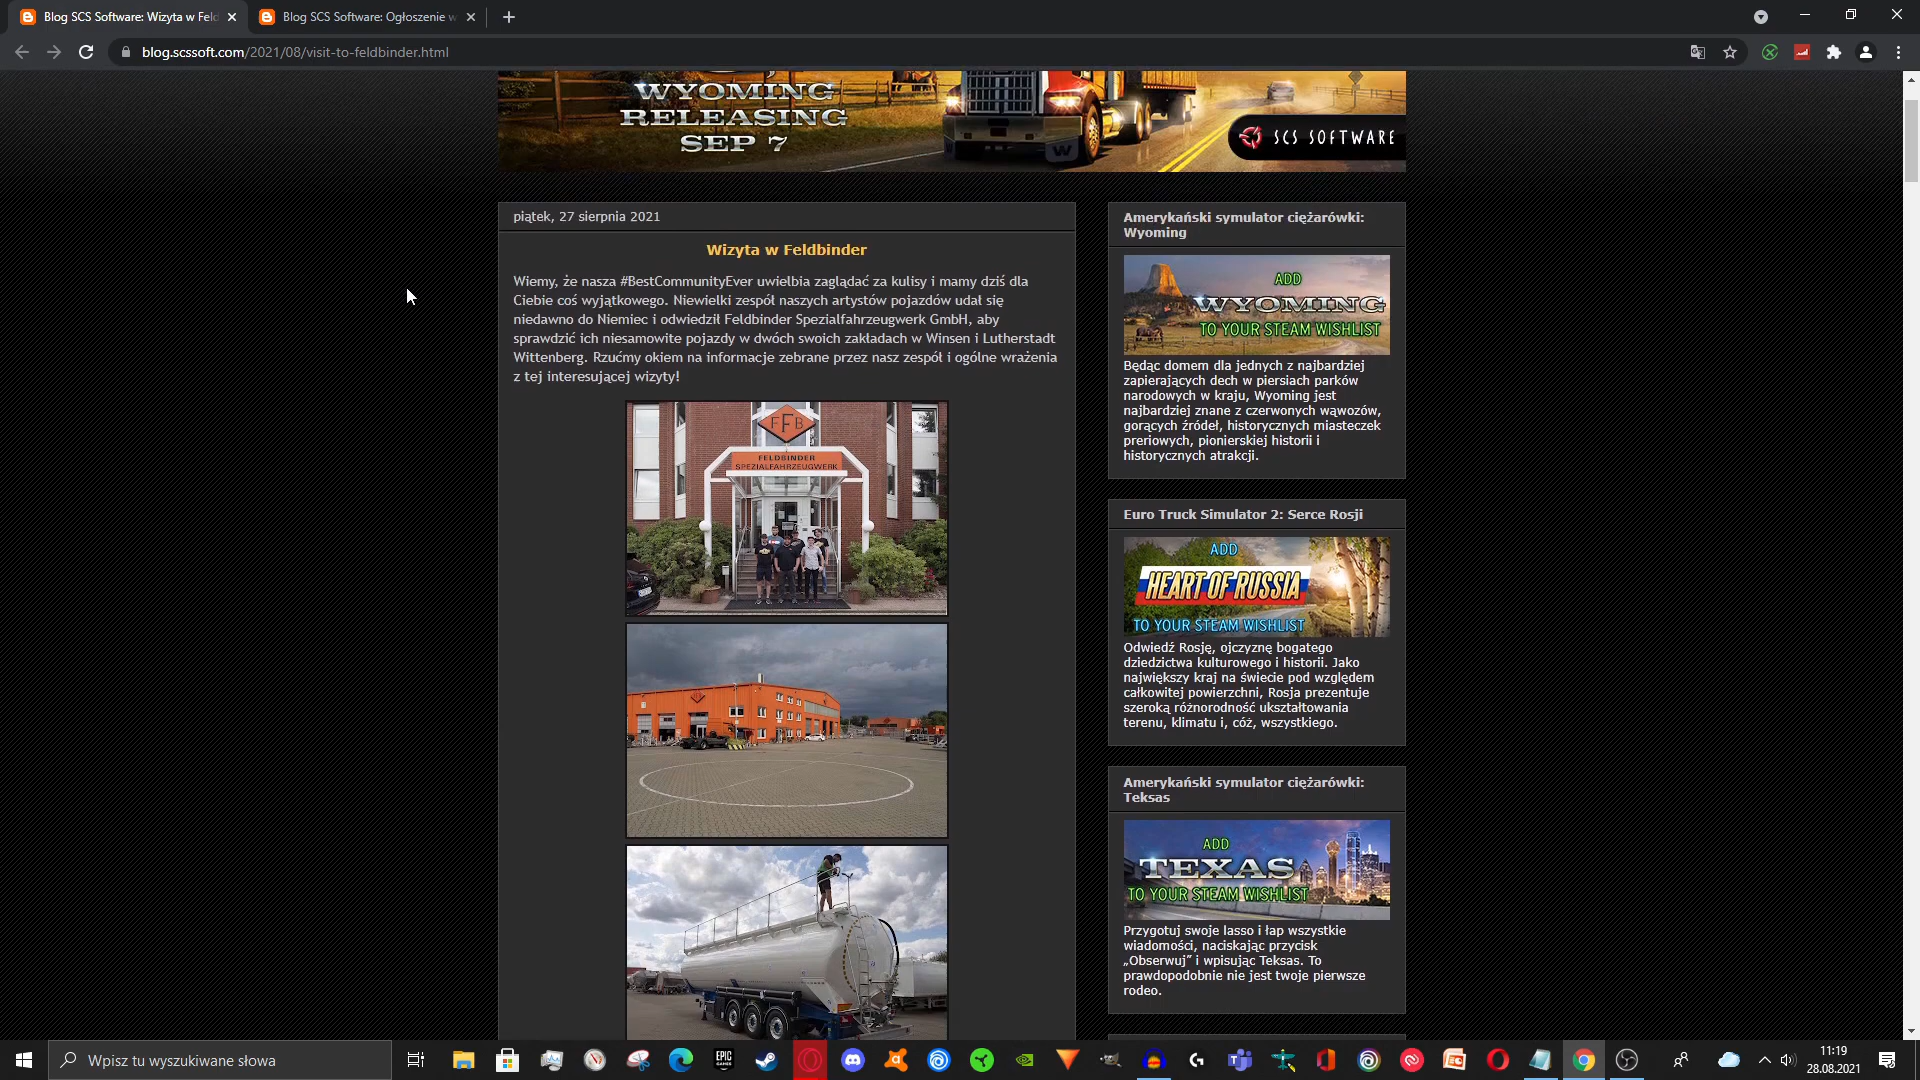 Blog SCS Software: Wizyta w Feld
Blog SCS Software: Ogłoszenie w
blog.scssoft.com/2021/08/visit-to-feldbinder.html
WYOMING
RELEASING
SEP 7
SCS SOFTWARE
piątek, 27 sierpnia 2021
Wizyta w Feldbinder
Wiemy, że nasza #BestCommunityEver uwielbia zaglądać za kulisy i mamy dziś dla
Ciebie coś wyjątkowego. Niewielki zespół naszych artystów pojazdów udał się
niedawno do Niemiec i odwiedził Feldbinder Spezialfahrzeugwerk GmbH, aby
sprawdzić ich niesamowite pojazdy w dwóch swoich zakładach w Winsen i Lutherstadt
Wittenberg. Rzućmy okiem na informacje zebrane przez nasz zespół i ogólne wrażenia
z tej interesującej wizyty!
FFB
FELDBINDER
SPEZIALFAHRZEUGWERK
Amerykański symulator ciężarówki:
Wyoming
ADD
WYOMING
TO YOUR STEAM WISHLIST
Będąc domem dla jednych z najbardziej
zapierających dech w piersiach parków
narodowych w kraju, Wyoming jest
najbardziej znane z czerwonych wąwozów,
gorących źródeł, historycznych miasteczek
preriowych, pionierskiej historii i
historycznych atrakcji.
Euro Truck Simulator 2: Serce Rosji
ADD
HEART OF RUSSIA
TO YOUR STEAM WISHLIST
Odwiedź Rosję, ojczyznę bogatego
dziedzictwa kulturowego i historii. Jako
największy kraj na świecie pod względem
całkowitej powierzchni, Rosja prezentuje
szeroką różnorodność ukształtowania
terenu, klimatu i, cóż, wszystkiego.
Amerykański symulator ciężarówki:
Teksas
ADD
TEXAS
TO YOUR STEAM WISHLIST
Przygotuj swoje lasso i łap wszystkie
wiadomości, naciskając przycisk
„Obserwuj” i wpisując Teksas. To
prawdopodobnie nie jest twoje pierwsze
rodeo.
Wpisz tu wyszukiwane słowa
EPIC
GAMES
11:19
28.08.2021